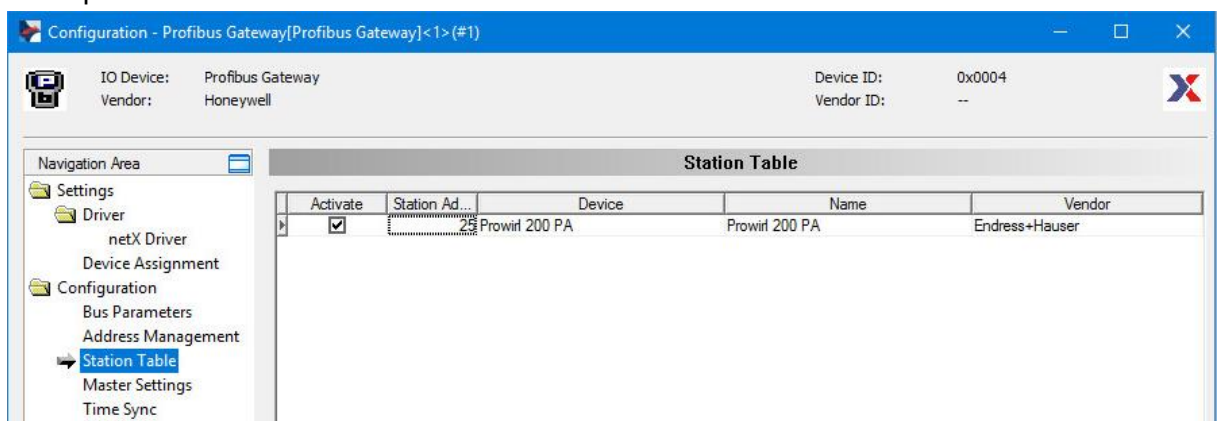 Configuration - Profibus Gateway[Profibus Gateway]<1>(#1)
IO Device: Profibus Gateway Device ID: 0x0004
Vendor: Honeywell Vendor ID: --
Navigation Area
Station Table
Settings
Driver
netX Driver
Device Assignment
Configuration
Bus Parameters
Address Management
Station Table
Master Settings
Time Sync
Activate Station Ad... Device Name Vendor
25 Prowirl 200 PA Prowirl 200 PA Endress+Hauser